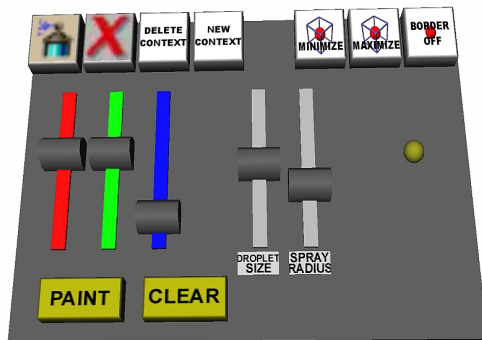 DELETE
CONTEXT
NEW
CONTEXT
MINIMIZE
MAXIMIZE
BORDER
OFF
DROPLET
SIZE
SPRAY
RADIUS
PAINT
CLEAR